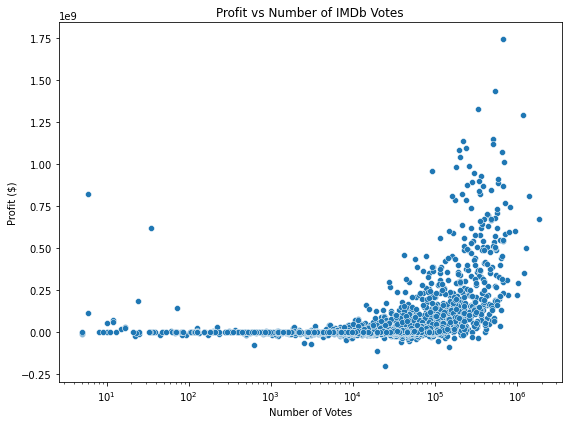 Profit vs Number of IMDb Votes
1e9
1.75
1.50
1.25
1.00
0.75
0.50
0.25
0.00
−0.25
Profit ($)
10¹ 10² 10³ 10⁴ 10⁵ 10⁶
Number of Votes